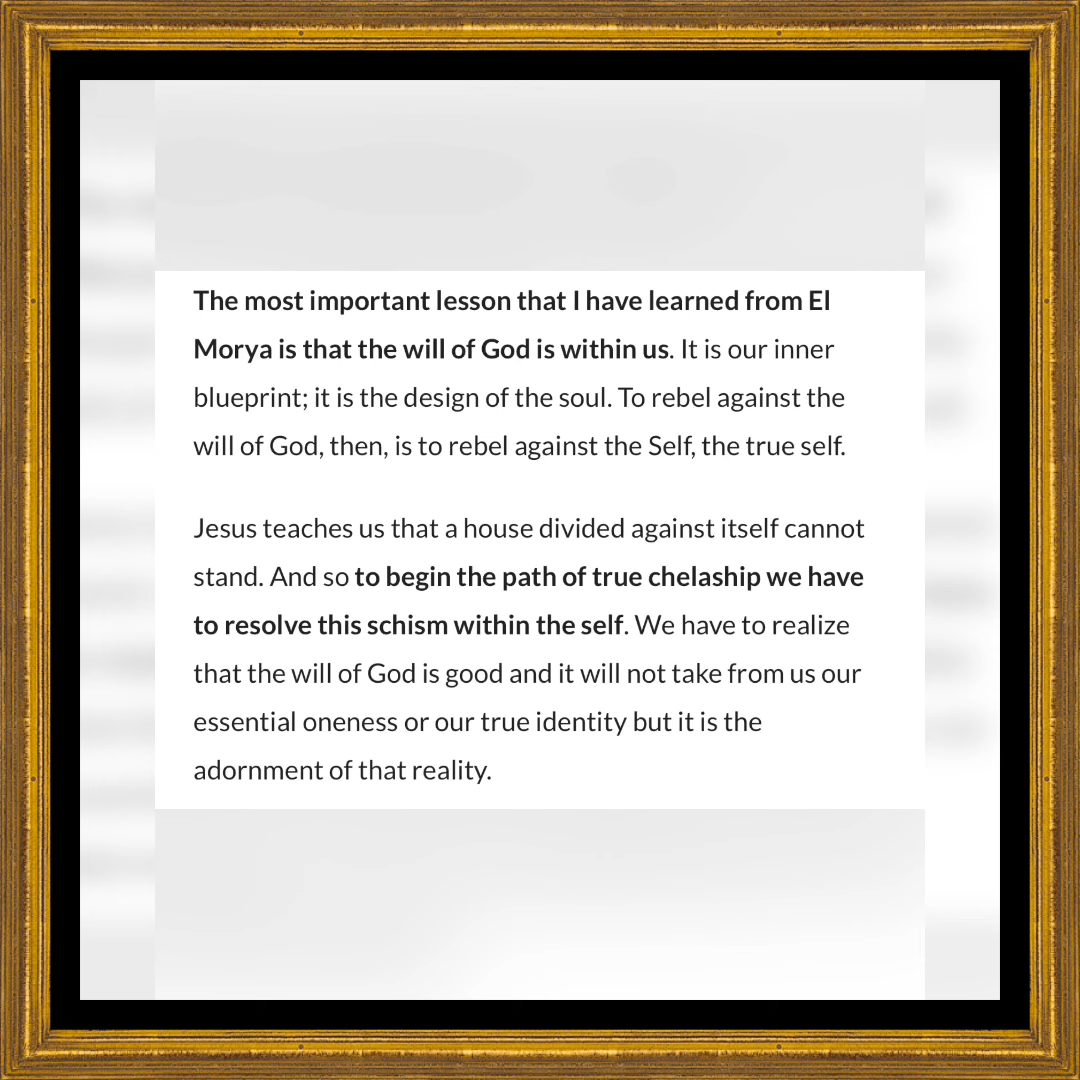 The most important lesson that I have learned from El
Morya is that the will of God is within us. It is our inner
blueprint; it is the design of the soul. To rebel against the
will of God, then, is to rebel against the Self, the true self.
Jesus teaches us that a house divided against itself cannot
stand. And so to begin the path of true chelaship we have
to resolve this schism within the self. We have to realize
that the will of God is good and it will not take from us our
essential oneness or our true identity but it is the
adornment of that reality.